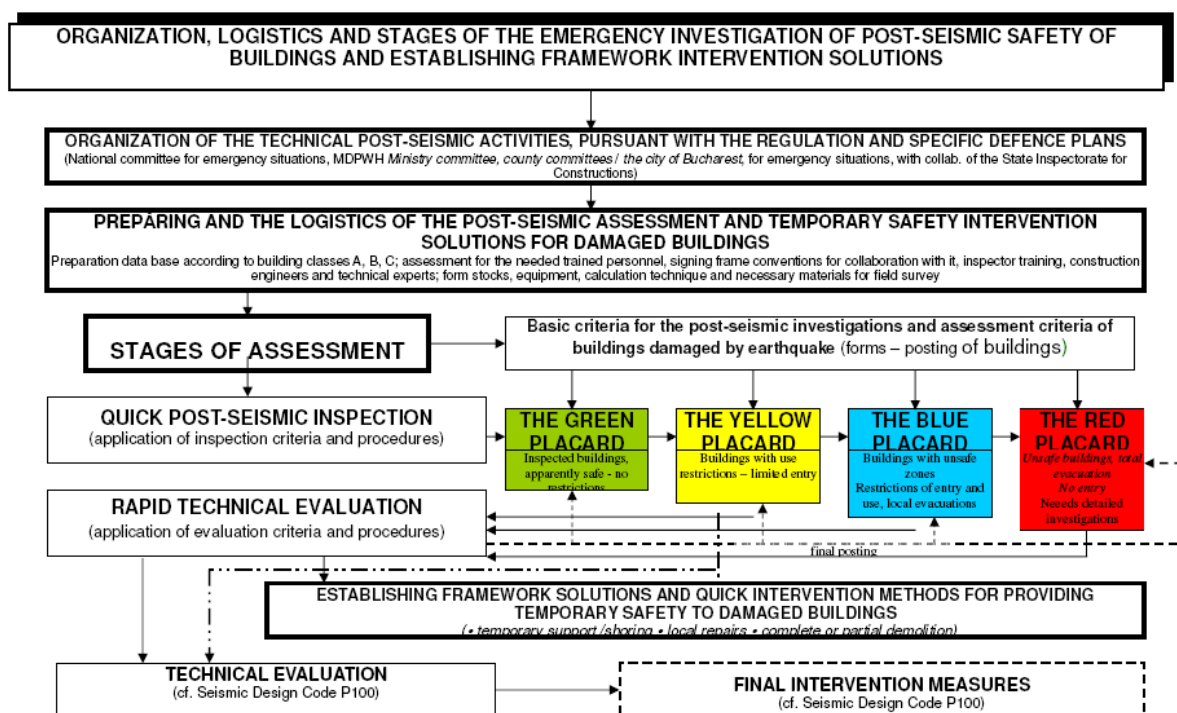 ORGANIZATION, LOGISTICS AND STAGES OF THE EMERGENCY INVESTIGATION OF POST-SEISMIC SAFETY OF
BUILDINGS AND ESTABLISHING FRAMEWORK INTERVENTION SOLUTIONS
ORGANIZATION OF THE TECHNICAL POST-SEISMIC ACTIVITIES, PURSUANT WITH THE REGULATION AND SPECIFIC DEFENCE PLANS
(National committee for emergency situations, MDPWH Ministry committee, county committees / the city of Bucharest, for emergency situations, with collab. of the State Inspectorate for
Constructions)
PREPARING AND THE LOGISTICS OF THE POST-SEISMIC ASSESSMENT AND TEMPORARY SAFETY INTERVENTION
SOLUTIONS FOR DAMAGED BUILDINGS
Preparation data base according to building classes A, B, C; assessment for the needed trained personnel, signing frame conventions for collaboration with it, inspector training, construction
engineers and technical experts; form stocks, equipment, calculation technique and necessary materials for field survey
STAGES OF ASSESSMENT
Basic criteria for the post-seismic investigations and assessment criteria of
buildings damaged by earthquake (forms – posting of buildings)
QUICK POST-SEISMIC INSPECTION
(application of inspection criteria and procedures)
THE GREEN
PLACARD
Inspected buildings,
apparently safe - no
restrictions
THE YELLOW
PLACARD
Buildings with use
restrictions – limited entry
THE BLUE
PLACARD
Buildings with unsafe
zones
Restrictions of entry and
use, local evacuations
THE RED
PLACARD
Unsafe buildings, total
evacuation
No entry
Neeeds detailed
investigations
RAPID TECHNICAL EVALUATION
(application of evaluation criteria and procedures)
final posting
ESTABLISHING FRAMEWORK SOLUTIONS AND QUICK INTERVENTION METHODS FOR PROVIDING
TEMPORARY SAFETY TO DAMAGED BUILDINGS
(• temporary support /shoring • local repairs • complete or partial demolition)
TECHNICAL EVALUATION
(cf. Seismic Design Code P100)
FINAL INTERVENTION MEASURES
(cf. Seismic Design Code P100)